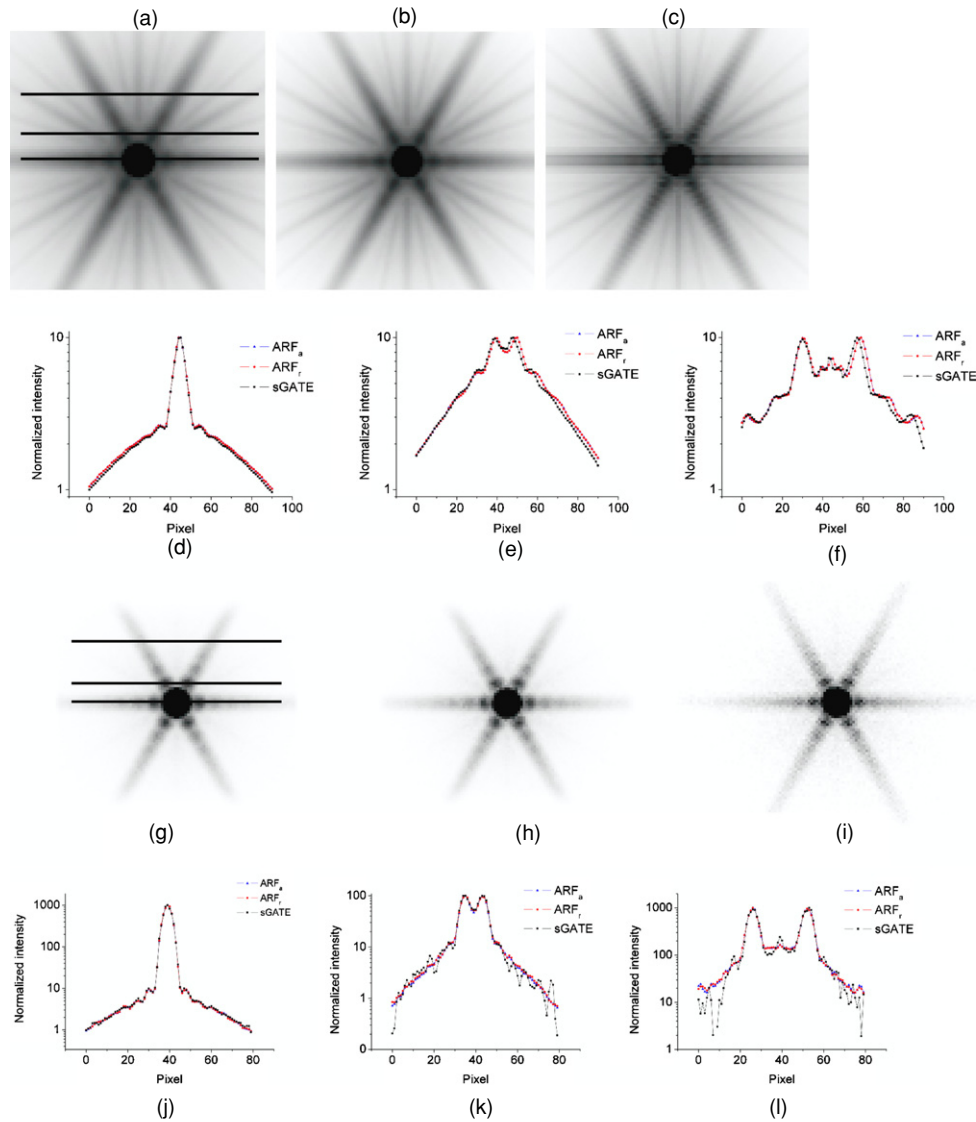 (a) (b) (c)
10
1
Normalized intensity
ARFa
ARFr
sGATE
0 20 40 60 80 100
Pixel
(d)
10
1
Normalized intensity
ARFa
ARFr
sGATE
0 20 40 60 80 100
Pixel
(e)
10
1
Normalized intensity
ARFa
ARFr
sGATE
0 20 40 60 80 100
Pixel
(f)
(g) (h) (i)
1000
100
10
1
Normalized intensity
ARFa
ARFr
sGATE
0 20 40 60 80
Pixel
(j)
100
10
1
0
Normalized intensity
ARFa
ARFr
sGATE
0 20 40 60 80
Pixel
(k)
1000
100
10
1
Normalized intensity
ARFa
ARFr
sGATE
0 20 40 60 80
Pixel
(l)